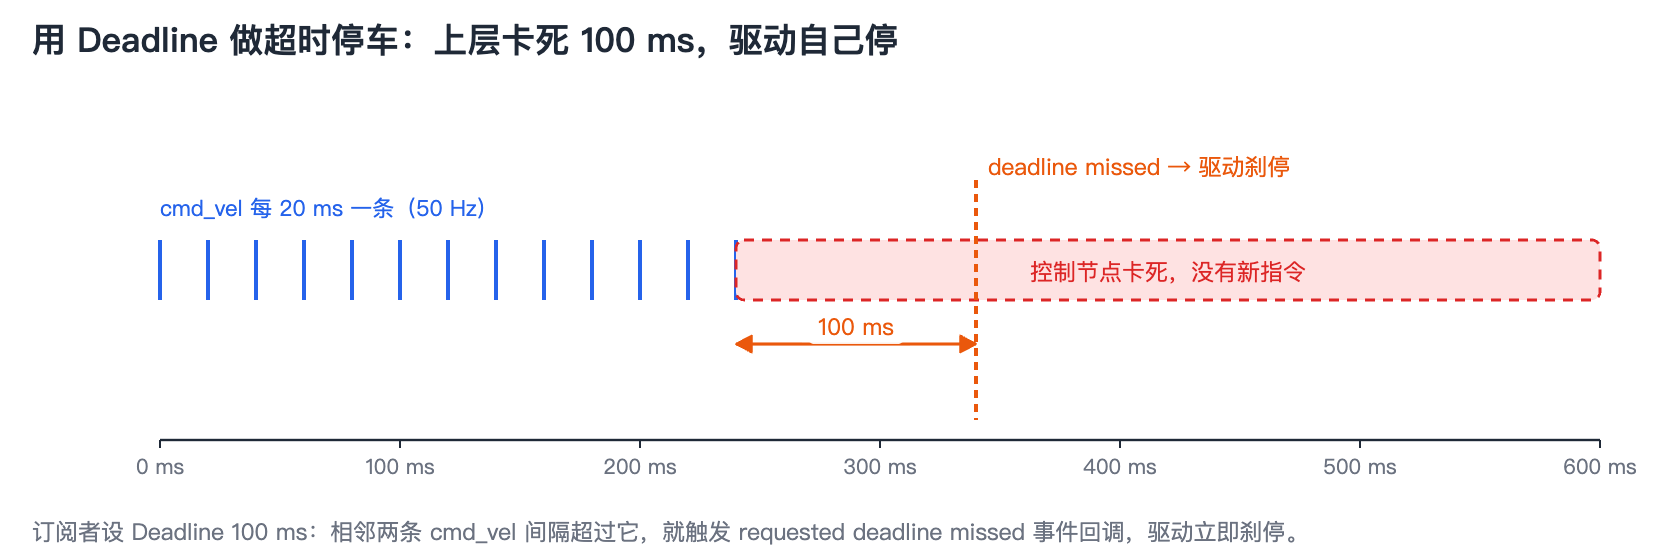 用 Deadline 做超时停车：上层卡死 100 ms，驱动自己停
deadline missed → 驱动刹停
cmd_vel 每 20 ms 一条（50 Hz）
控制节点卡死，没有新指令
100 ms
0 ms
100 ms
200 ms
300 ms
400 ms
500 ms
600 ms
订阅者设 Deadline 100 ms：相邻两条 cmd_vel 间隔超过它，就触发 requested deadline missed 事件回调，驱动立即刹停。